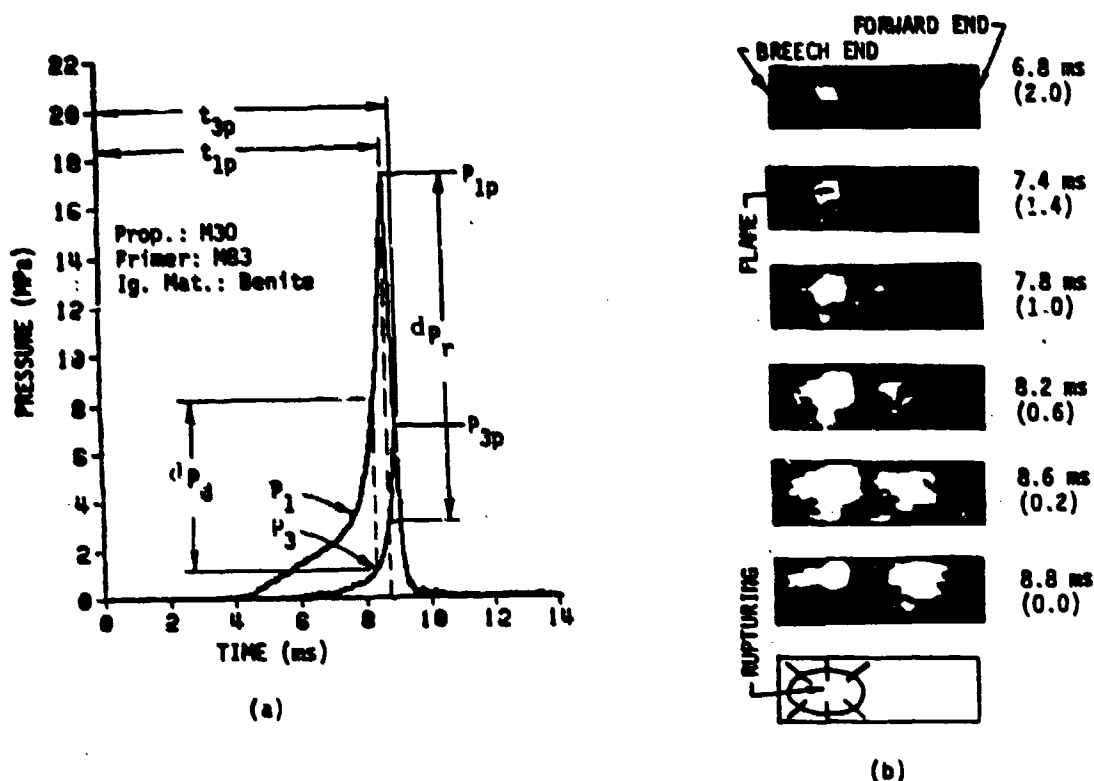 22
20
18
16
14
12
10
8
6
4
2
0
PRESSURE (MPa)
t3p
t1p
P1p
Prop.: M30
Primer: M83
Ig. Mat.: Benite
dPr
P3p
dPd
P1
P3
0 2 4 6 8 10 12 14
TIME (ms)
(a)
FORWARD END
BREECH END
6.8 ms
(2.0)
7.4 ms
(1.4)
FLAME
7.8 ms
(1.0)
8.2 ms
(0.6)
8.6 ms
(0.2)
8.8 ms
(0.0)
RUPTURING
(b)